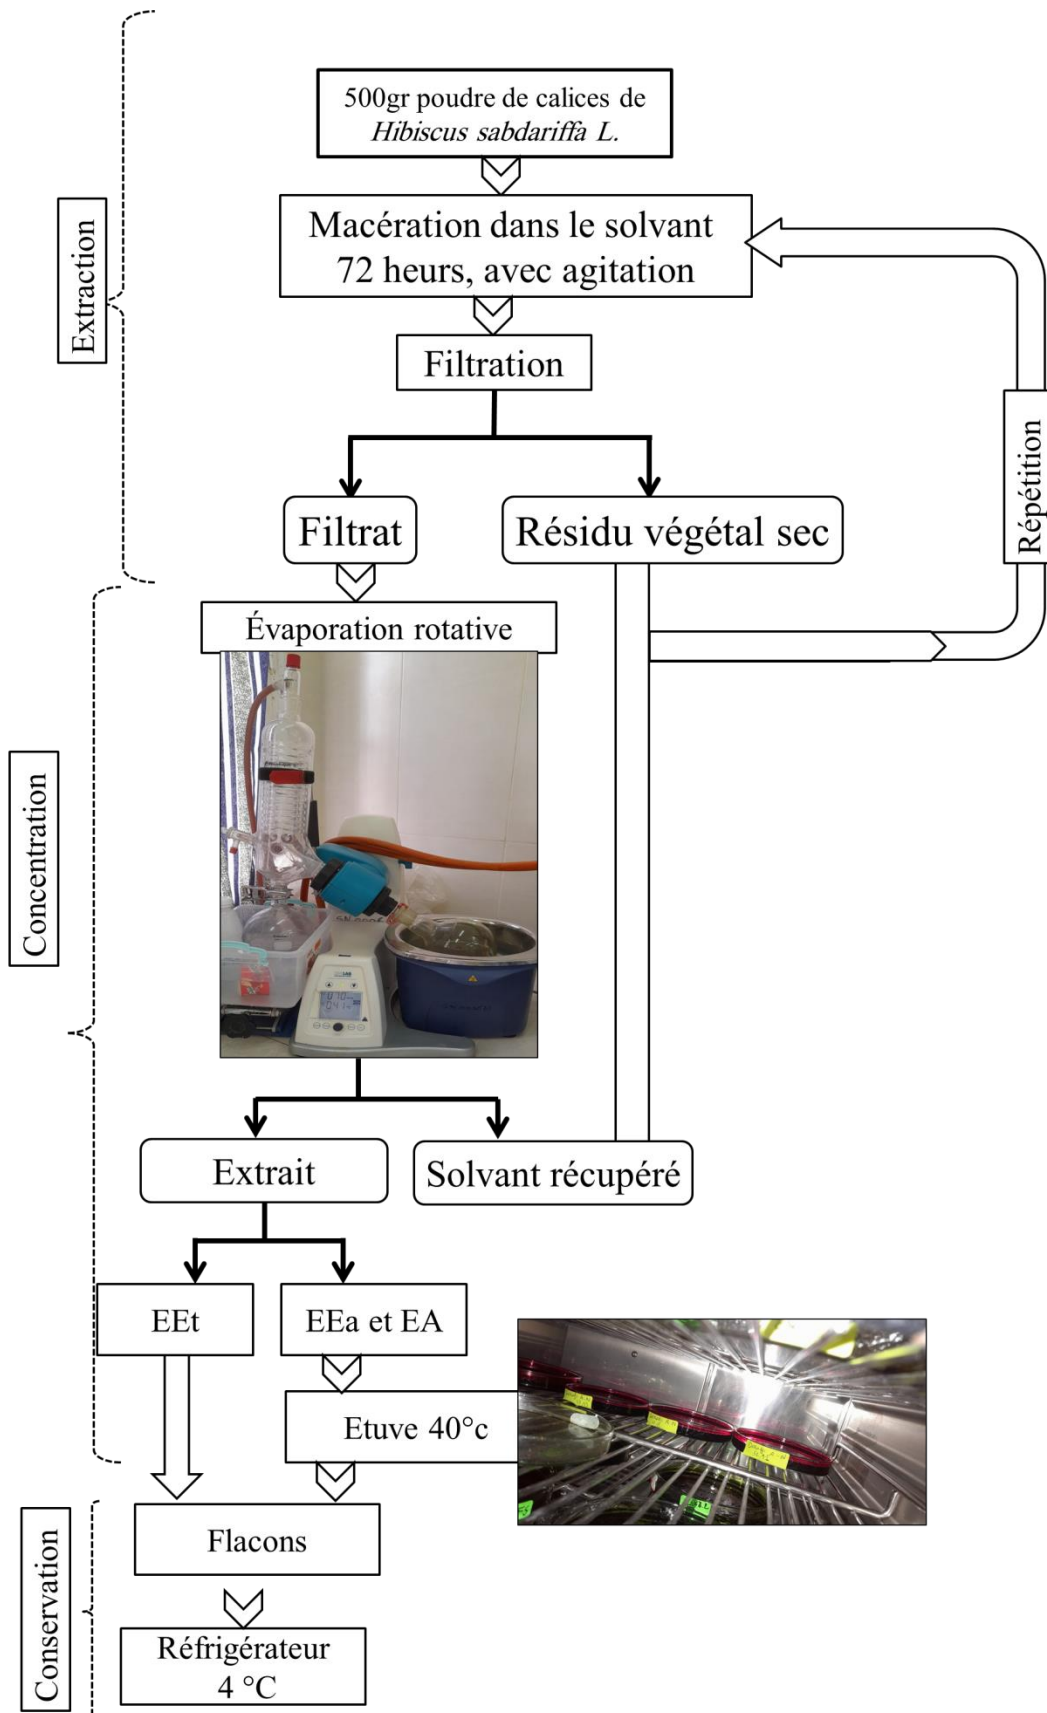 500gr poudre de calices de
Hibiscus sabdariffa L.
Macération dans le solvant
72 heurs, avec agitation
Extraction
Filtration
Répétition
Filtrat
Résidu végétal sec
Évaporation rotative
Concentration
Extrait
Solvant récupéré
EEt
EEa et EA
Etuve 40°c
Flacons
Conservation
Réfrigérateur
4 °C